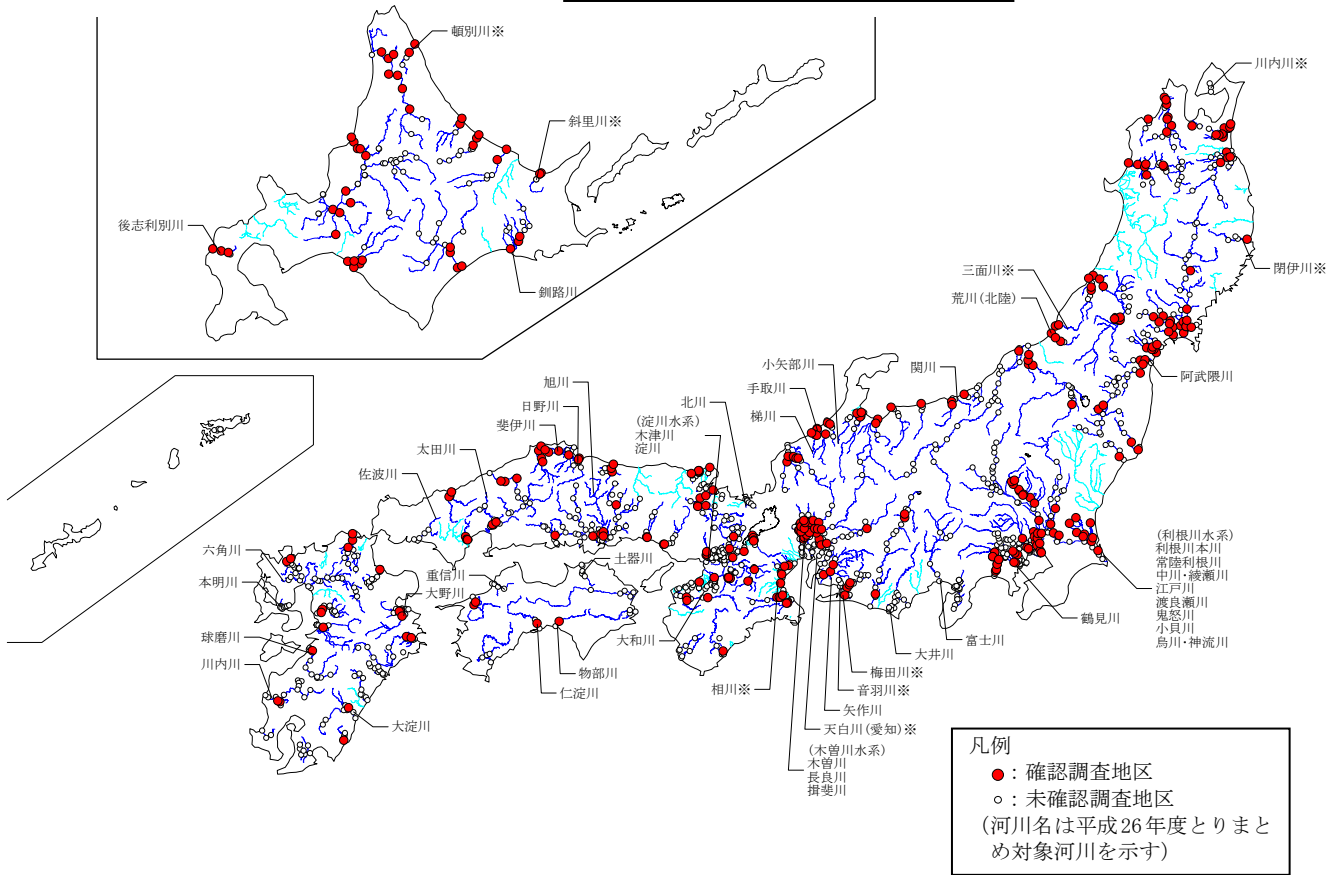 頓別川※
斜里川※
後志利別川
釧路川
川内川※
閉伊川※
三面川※
荒川(北陸)
阿武隈川
小矢部川
手取川
梯川
関川
旭川
日野川
斐伊川
太田川
佐波川
北川
(淀川水系)
木津川
淀川
六角川
本明川
球磨川
川内川
重信川
大野川
土器川
大和川
物部川
仁淀川
大淀川
相川※
(木曽川水系)
木曽川
長良川
揖斐川
天白川(愛知)※
矢作川
音羽川※
梅田川※
大井川
富士川
鶴見川
(利根川水系)
利根川本川
常陸利根川
中川・綾瀬川
江戸川
渡良瀬川
鬼怒川
小貝川
烏川・神流川
凡例
：確認調査地区
：未確認調査地区
(河川名は平成26年度とりまと
め対象河川を示す)